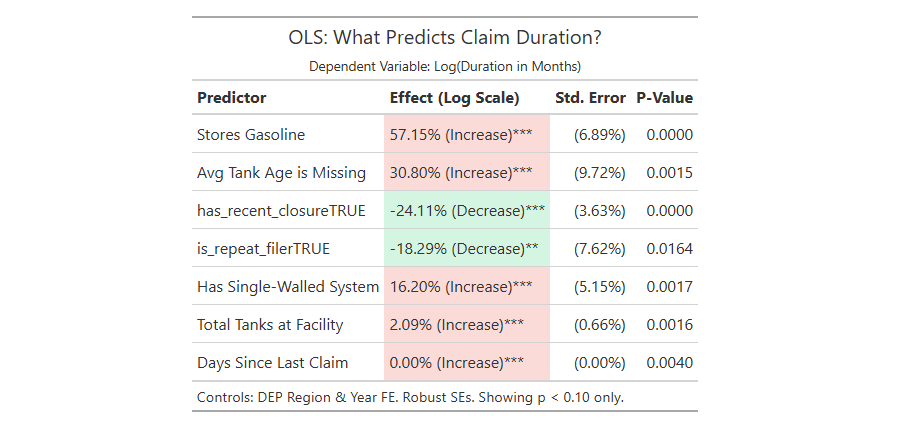 OLS: What Predicts Claim Duration?
Dependent Variable: Log(Duration in Months)
Predictor Effect (Log Scale) Std. Error P-Value
Stores Gasoline 57.15% (Increase)*** (6.89%) 0.0000
Avg Tank Age is Missing 30.80% (Increase)*** (9.72%) 0.0015
has_recent_closureTRUE -24.11% (Decrease)*** (3.63%) 0.0000
is_repeat_filerTRUE -18.29% (Decrease)** (7.62%) 0.0164
Has Single-Walled System 16.20% (Increase)*** (5.15%) 0.0017
Total Tanks at Facility 2.09% (Increase)*** (0.66%) 0.0016
Days Since Last Claim 0.00% (Increase)*** (0.00%) 0.0040
Controls: DEP Region & Year FE. Robust SEs. Showing p < 0.10 only.